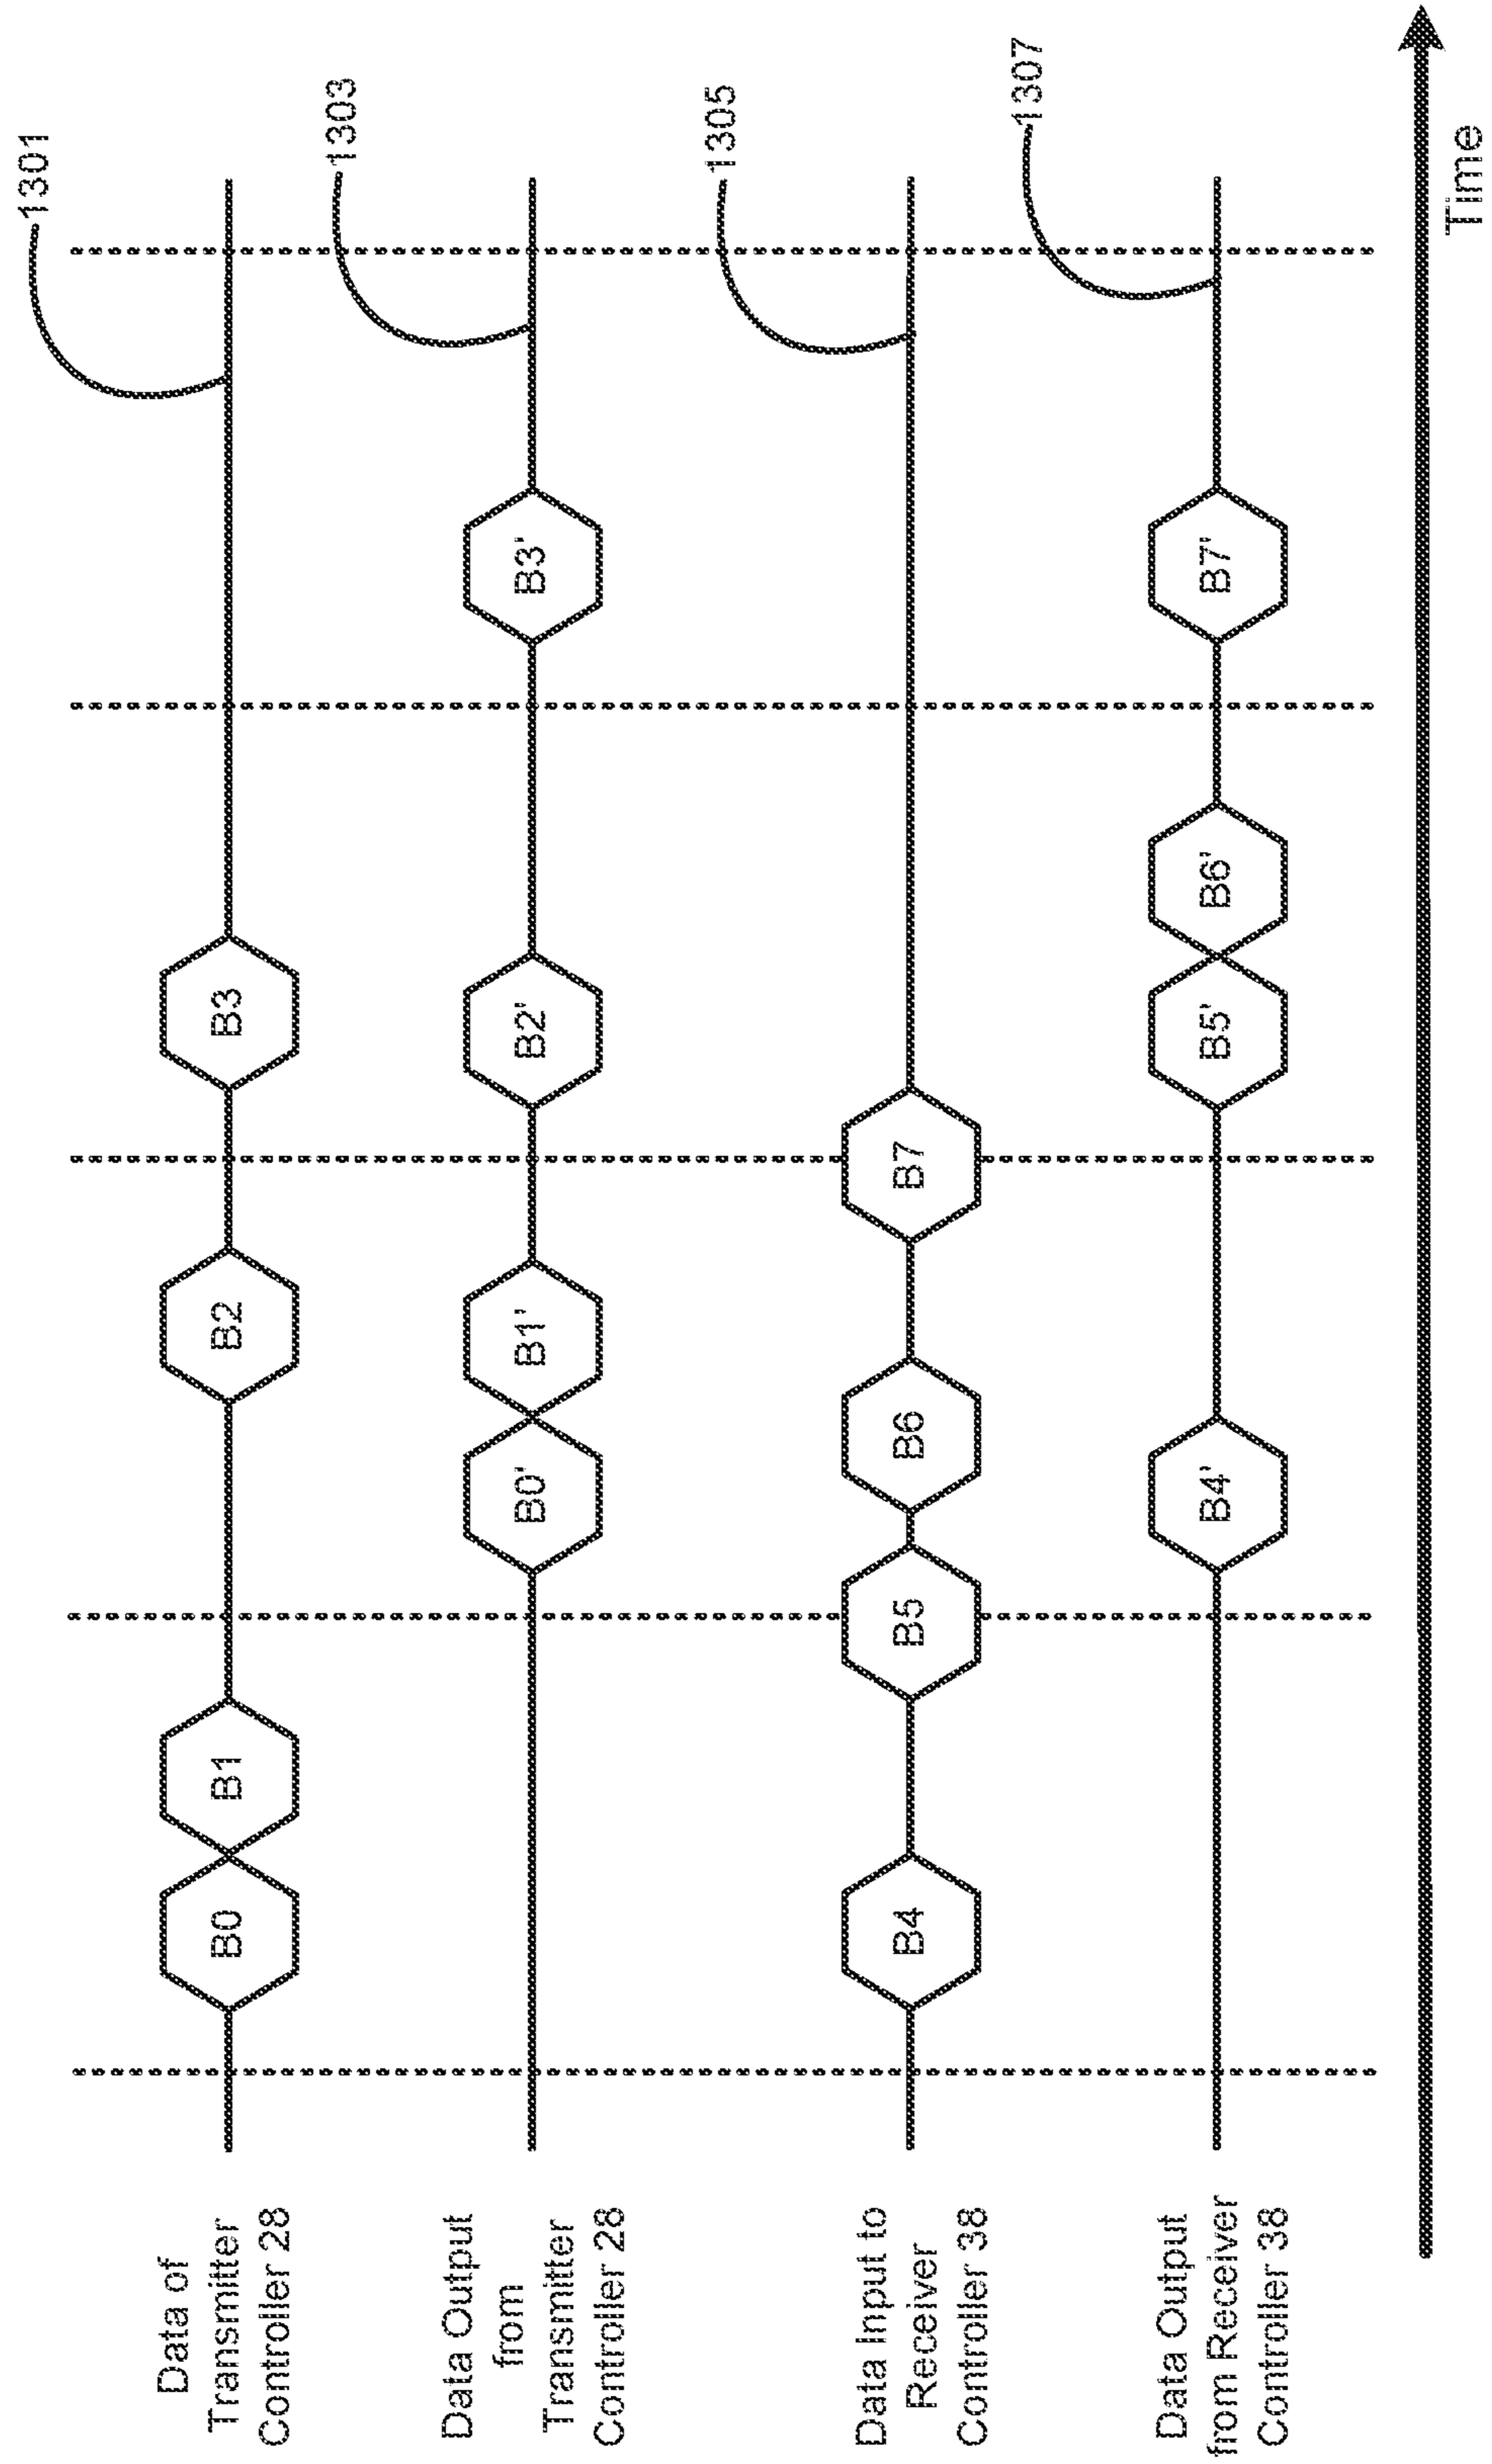 1301
Data of
Transmitter
Controller 28
B0
B1
B2
B3
1303
Data Output
from
Transmitter
Controller 28
B0'
B1'
B2'
B3'
1305
Data Input to
Receiver
Controller 38
B4
B5
B6
B7
1307
Data Output
from Receiver
Controller 38
B4'
B5'
B6'
B7'
Time